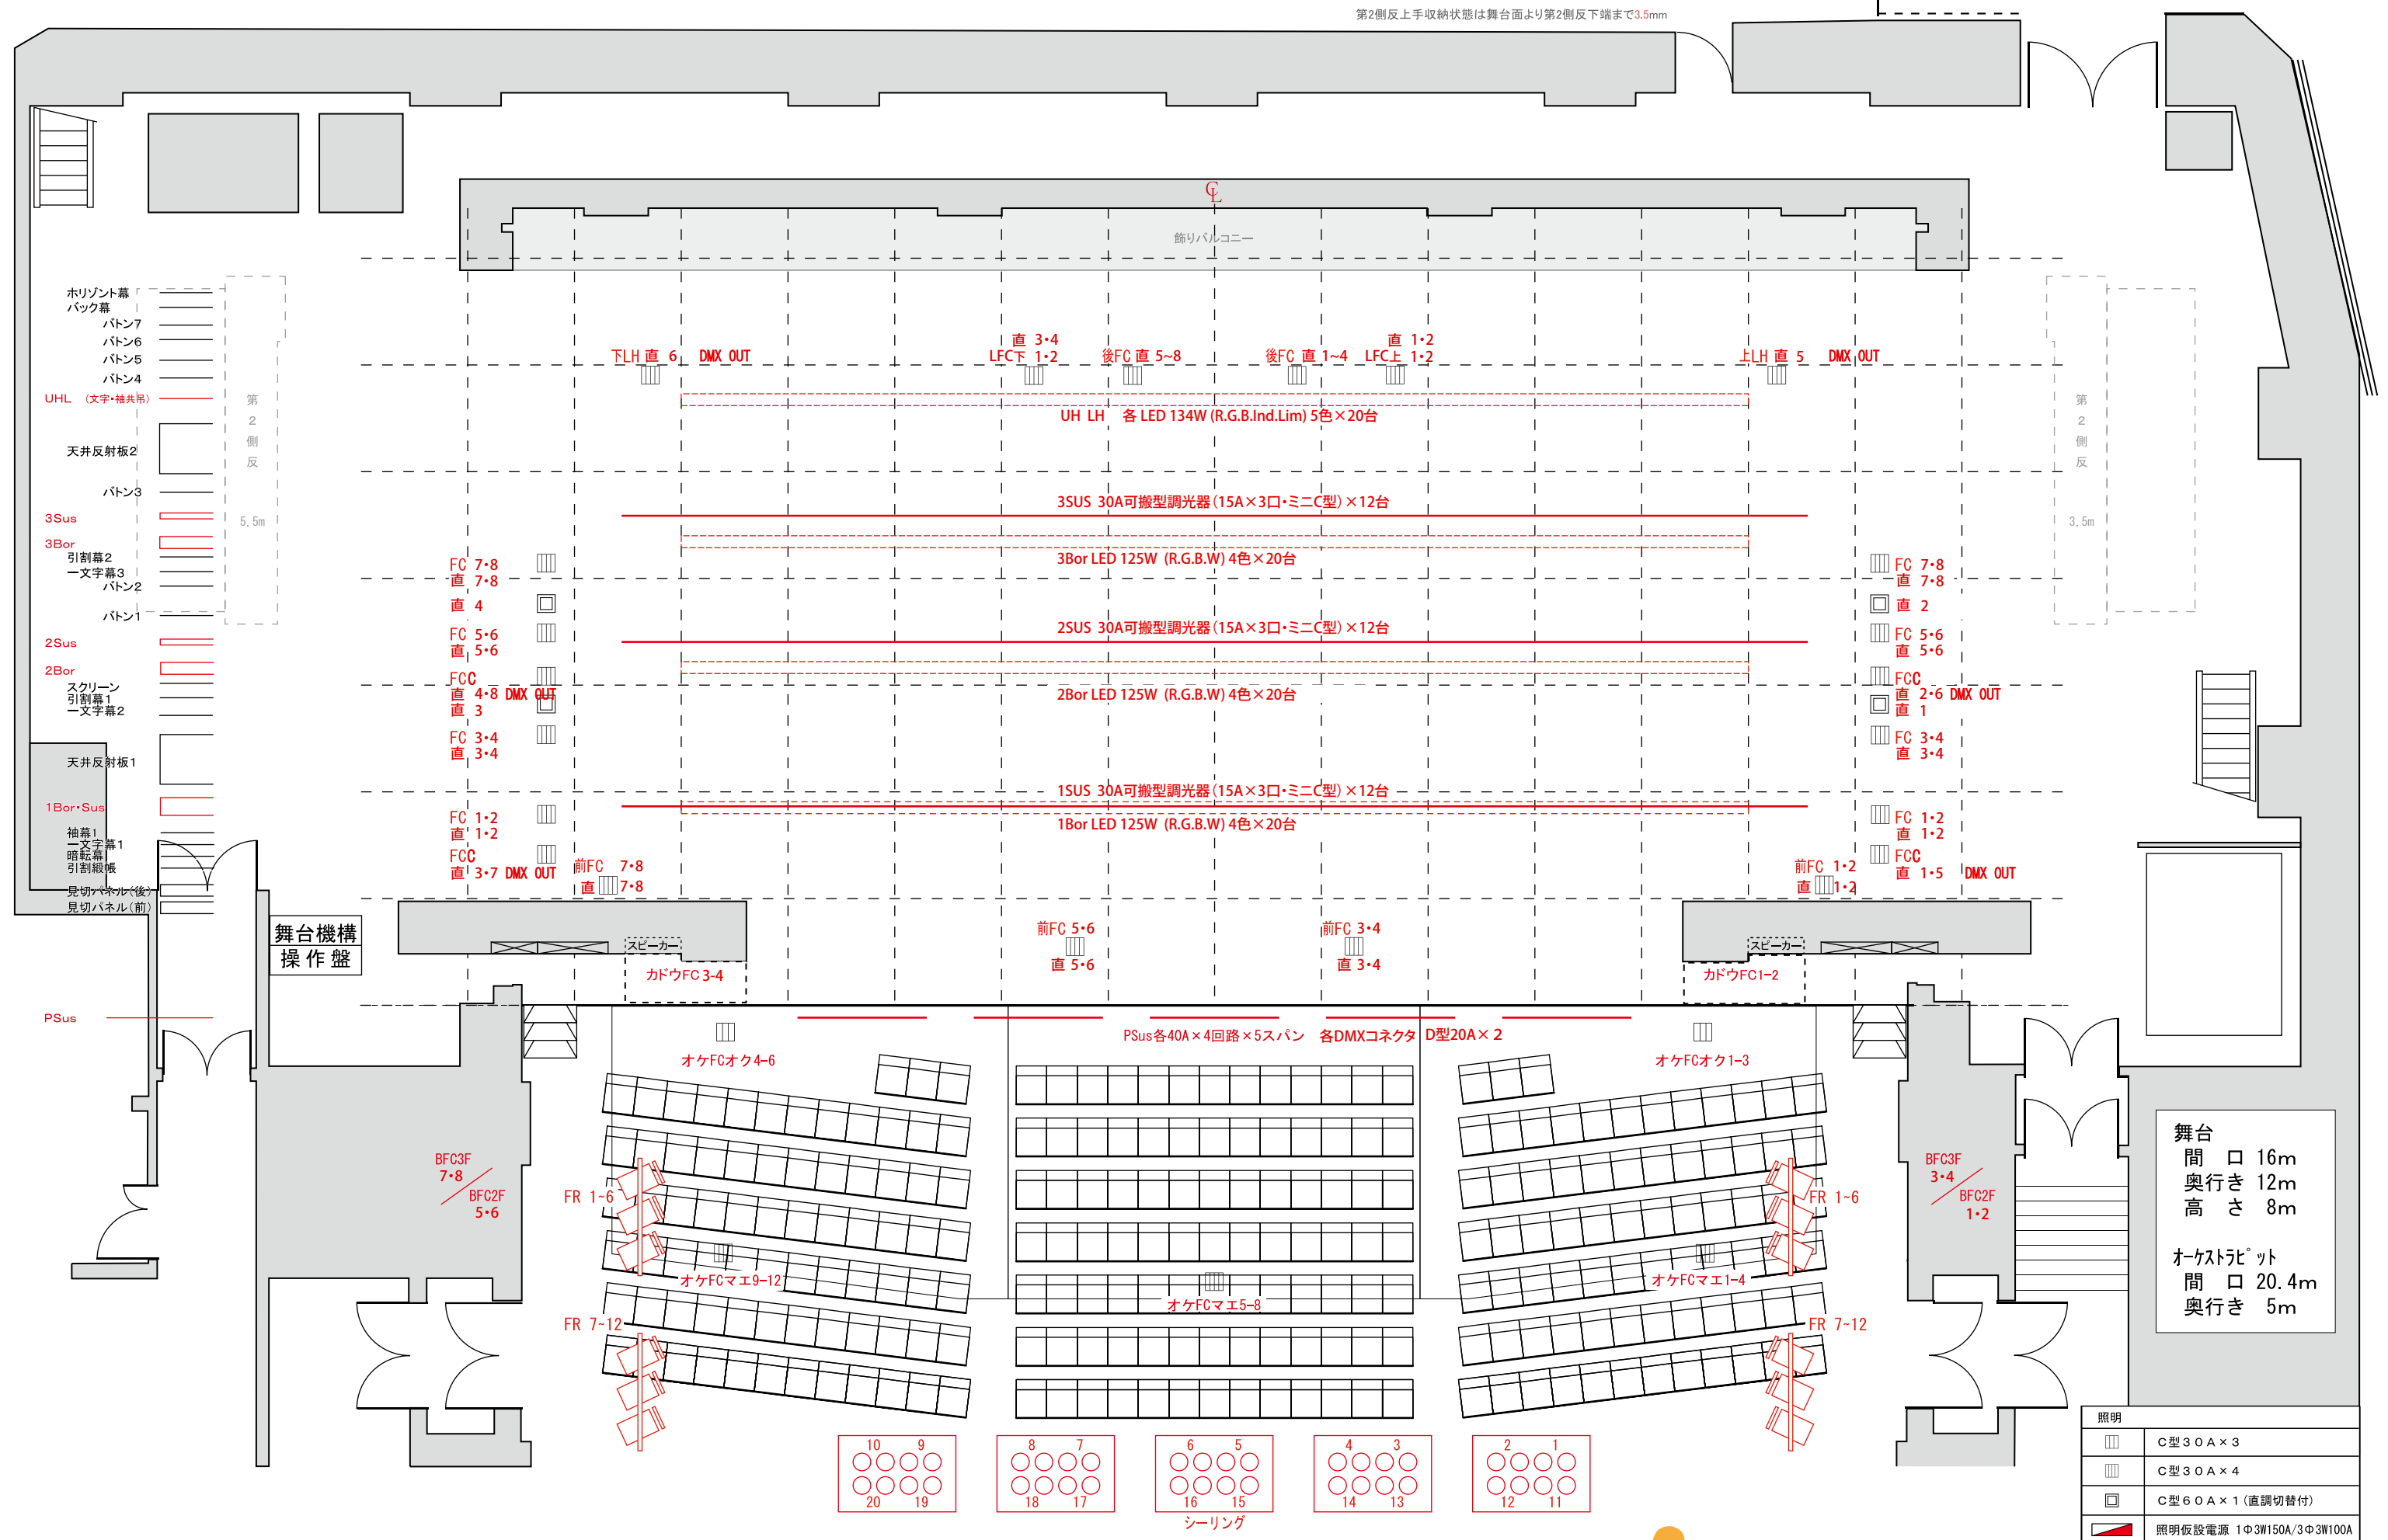 第2側反上手収納状態は舞台面より第2側反下端まで3.5mm
CL
飾りバルコニー
ホリゾント幕
バック幕
バトン7
バトン6
バトン5
バトン4
UHL （文字・袖共吊）
天井反射板2
バトン3
3Sus
3Bor
引割幕2
一文字幕3
バトン2
バトン1
2Sus
2Bor
スクリーン
引割幕1
一文字幕2
天井反射板1
1Bor・Sus
袖幕1
一文字幕1
暗転幕
引割緞帳
見切パネル（後）
見切パネル（前）
PSus
第2側反
5.5m
第2側反
3.5m
下LH 直 6 DMX OUT
直 3・4
LFC下 1・2
後FC 直 5~8
後FC 直 1~4
直 1・2
LFC上 1・2
上LH 直 5 DMX OUT
UH LH 各 LED 134W (R.G.B.Ind.Lim) 5色×20台
3SUS 30A可搬型調光器(15A×3口・ミニC型)×12台
3Bor LED 125W (R.G.B.W) 4色×20台
2SUS 30A可搬型調光器(15A×3口・ミニC型)×12台
2Bor LED 125W (R.G.B.W) 4色×20台
1SUS 30A可搬型調光器(15A×3口・ミニC型)×12台
1Bor LED 125W (R.G.B.W) 4色×20台
FC 7・8
直 7・8
直 4
FC 5・6
直 5・6
FCC
直 4・8 DMX OUT
直 3
FC 3・4
直 3・4
FC 1・2
直 1・2
FCC
直 3・7 DMX OUT
FC 7・8
直 7・8
直 2
FC 5・6
直 5・6
FCC
直 2・6 DMX OUT
直 1
FC 3・4
直 3・4
FC 1・2
直 1・2
FCC
直 1・5 DMX OUT
前FC 7・8
直 7・8
前FC 1・2
直 1・2
前FC 5・6
直 5・6
前FC 3・4
直 3・4
舞台機構
操作盤
スピーカー
カドウFC 3-4
スピーカー
カドウFC1-2
PSus各40A×4回路×5スパン 各DMXコネクタ D型20A×2
オケFCオク4-6
オケFCオク1-3
BFC3F
7・8
BFC2F
5・6
BFC3F
3・4
BFC2F
1・2
FR 1~6
FR 1~6
オケFCマエ9-12
オケFCマエ5-8
オケFCマエ1-4
FR 7~12
FR 7~12
舞台
間 口 16m
奥行き 12m
高 さ 8m
オーケストラピット
間 口 20.4m
奥行き 5m
10 9 8 7 6 5 4 3 2 1
20 19 18 17 16 15 14 13 12 11
シーリング
照明
C型30A×3
C型30A×4
C型60A×1(直調切替付)
照明仮設電源 1Φ3W150A/3Φ3W100A